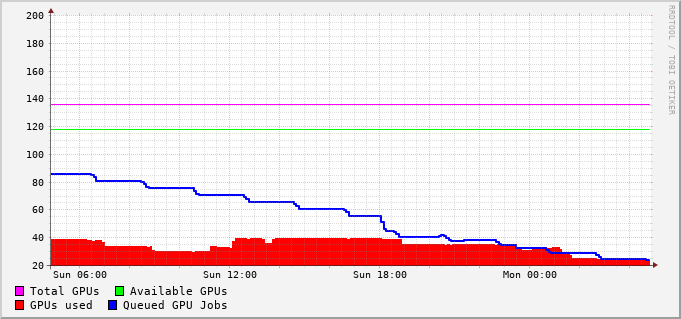 200
180
160
140
120
100
80
60
40
20
Sun 06:00 Sun 12:00 Sun 18:00 Mon 00:00
Total GPUs Available GPUs
GPUs used Queued GPU Jobs
RRDTOOL / TOBI OETIKER